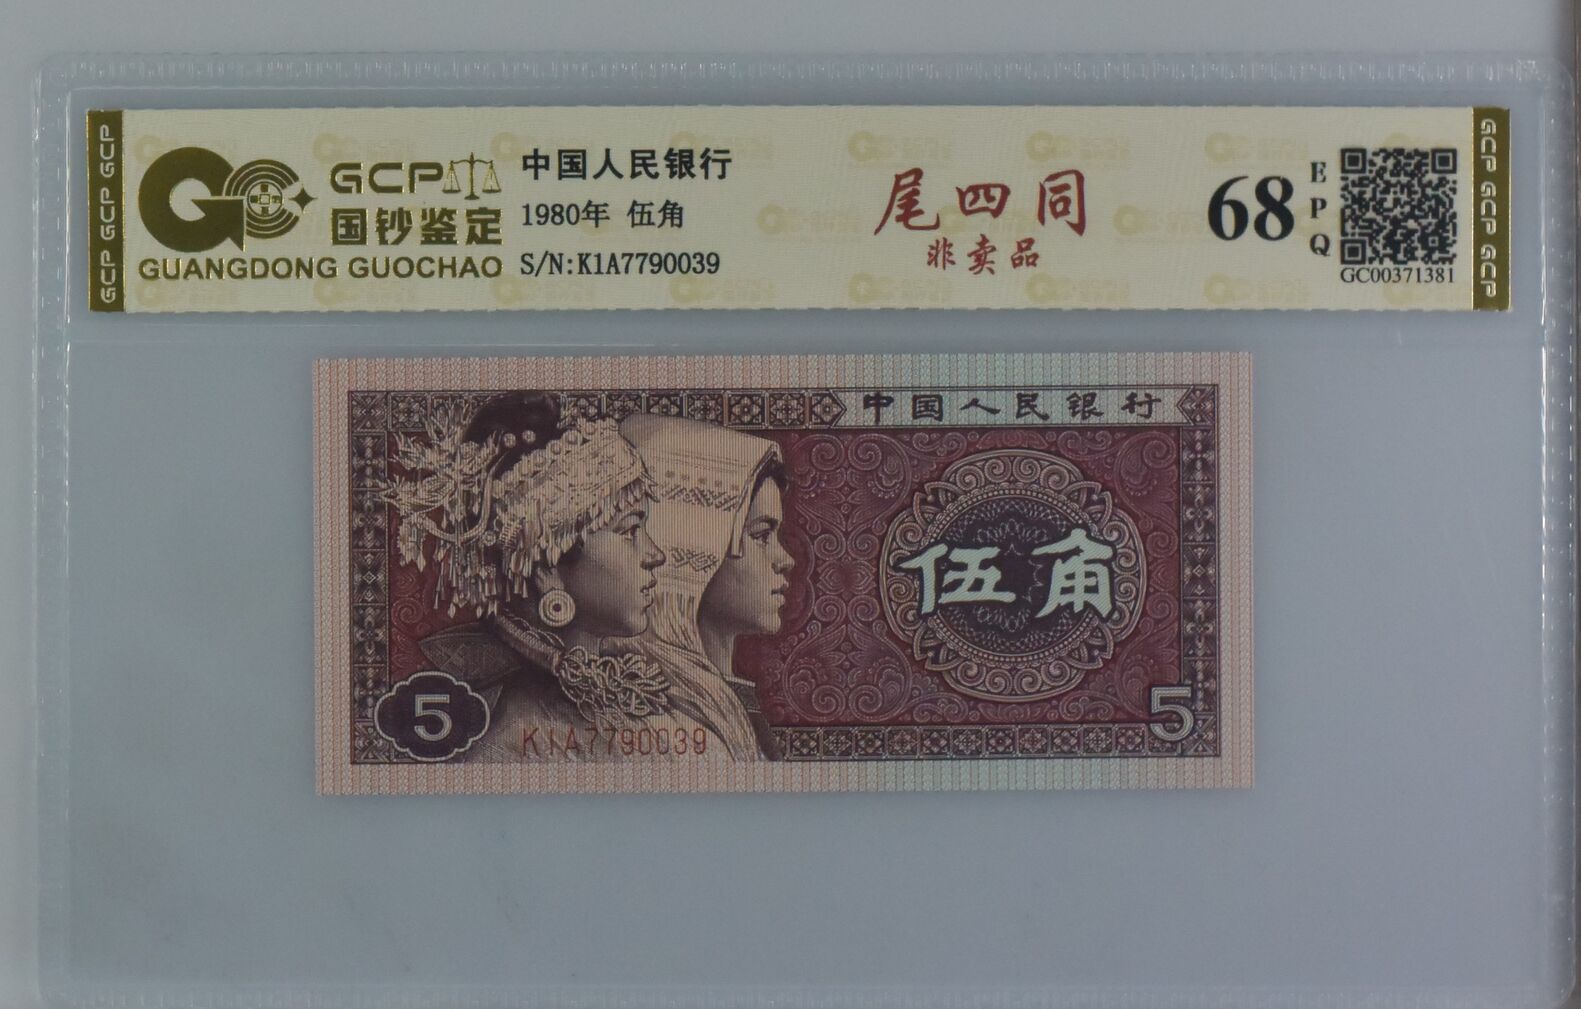 GCP GCP GCP
GCP
国钞鉴定
GUANGDONG GUOCHAO
中国人民银行
1980年 伍角
S/N:K1A7790039
尾四同
非卖品
68
EPQ
GC00371381
GCP GCP GCP
中国人民银行
伍角
5
5
K1A7790039